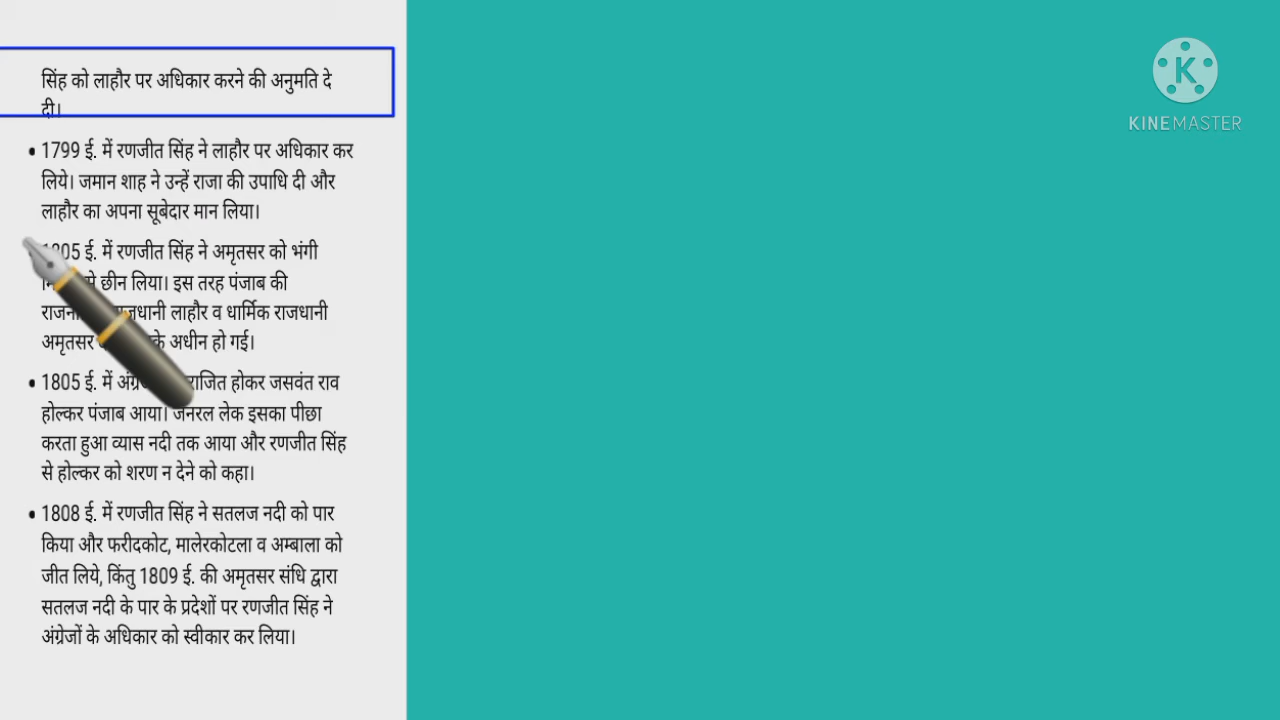 सिंह को लाहौर पर अधिकार करने की अनुमति दे
दी।
• 1799 ई. में रणजीत सिंह ने लाहौर पर अधिकार कर
लिये। जमान शाह ने उन्हें राजा की उपाधि दी और
लाहौर का अपना सूबेदार मान लिया।
ई. में रणजीत सिंह ने अमृतसर को भंगी
छीन लिया। इस तरह पंजाब की
लाहौर व धार्मिक राजधानी
अमृतसर अधीन हो गई।
• 1805 ई. में होकर जसवंत राव
होल्कर पंजाब आया। जनरल लेक इसका पीछा
करता हुआ व्यास नदी तक आया और रणजीत सिंह
से होल्कर को शरण न देने को कहा।
• 1808 ई. में रणजीत सिंह ने सतलज नदी को पार
किया और फरीदकोट, मालेरकोटला व अम्बाला को
जीत लिये, किंतु 1809 ई. की अमृतसर संधि द्वारा
सतलज नदी के पार के प्रदेशों पर रणजीत सिंह ने
अंग्रेजों के अधिकार को स्वीकार कर लिया।
K
KINEMASTER